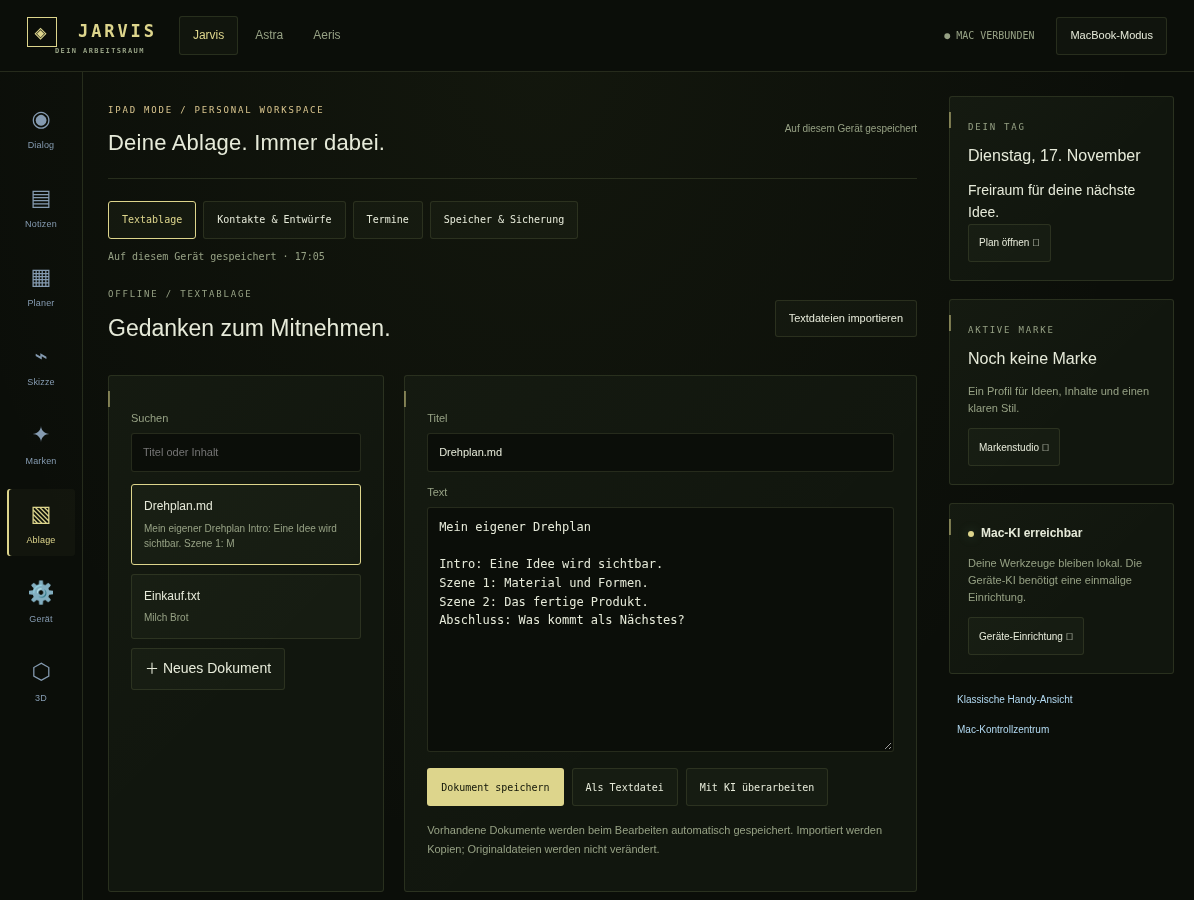 JARVIS
DEIN ARBEITSRAUM
Jarvis
Astra
Aeris
MAC VERBUNDEN
MacBook-Modus
Dialog
Notizen
Planer
Skizze
Marken
Ablage
Gerät
3D
IPAD MODE / PERSONAL WORKSPACE
Deine Ablage. Immer dabei.
Auf diesem Gerät gespeichert
Textablage
Kontakte & Entwürfe
Termine
Speicher & Sicherung
Auf diesem Gerät gespeichert · 17:05
OFFLINE / TEXTABLAGE
Gedanken zum Mitnehmen.
Textdateien importieren
Suchen
Titel oder Inhalt
Drehplan.md
Mein eigener Drehplan Intro: Eine Idee wird
sichtbar. Szene 1: M
Einkauf.txt
Milch Brot
+ Neues Dokument
Titel
Drehplan.md
Text
Mein eigener Drehplan
Intro: Eine Idee wird sichtbar.
Szene 1: Material und Formen.
Szene 2: Das fertige Produkt.
Abschluss: Was kommt als Nächstes?
Dokument speichern
Als Textdatei
Mit KI überarbeiten
Vorhandene Dokumente werden beim Bearbeiten automatisch gespeichert. Importiert werden
Kopien; Originaldateien werden nicht verändert.
DEIN TAG
Dienstag, 17. November
Freiraum für deine nächste
Idee.
Plan öffnen
AKTIVE MARKE
Noch keine Marke
Ein Profil für Ideen, Inhalte und einen
klaren Stil.
Markenstudio
Mac-KI erreichbar
Deine Werkzeuge bleiben lokal. Die
Geräte-KI benötigt eine einmalige
Einrichtung.
Geräte-Einrichtung
Klassische Handy-Ansicht
Mac-Kontrollzentrum